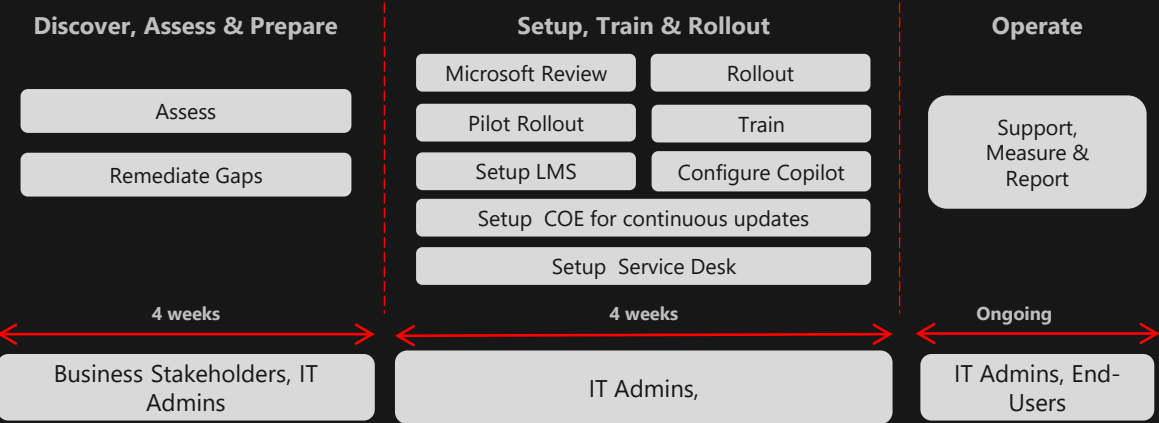 Discover, Assess & Prepare
Setup, Train & Rollout
Operate
Assess
Remediate Gaps
Microsoft Review
Rollout
Pilot Rollout
Train
Setup LMS
Configure Copilot
Setup COE for continuous updates
Setup Service Desk
Support,
Measure &
Report
4 weeks
4 weeks
Ongoing
Business Stakeholders, IT
Admins
IT Admins,
IT Admins, End-
Users